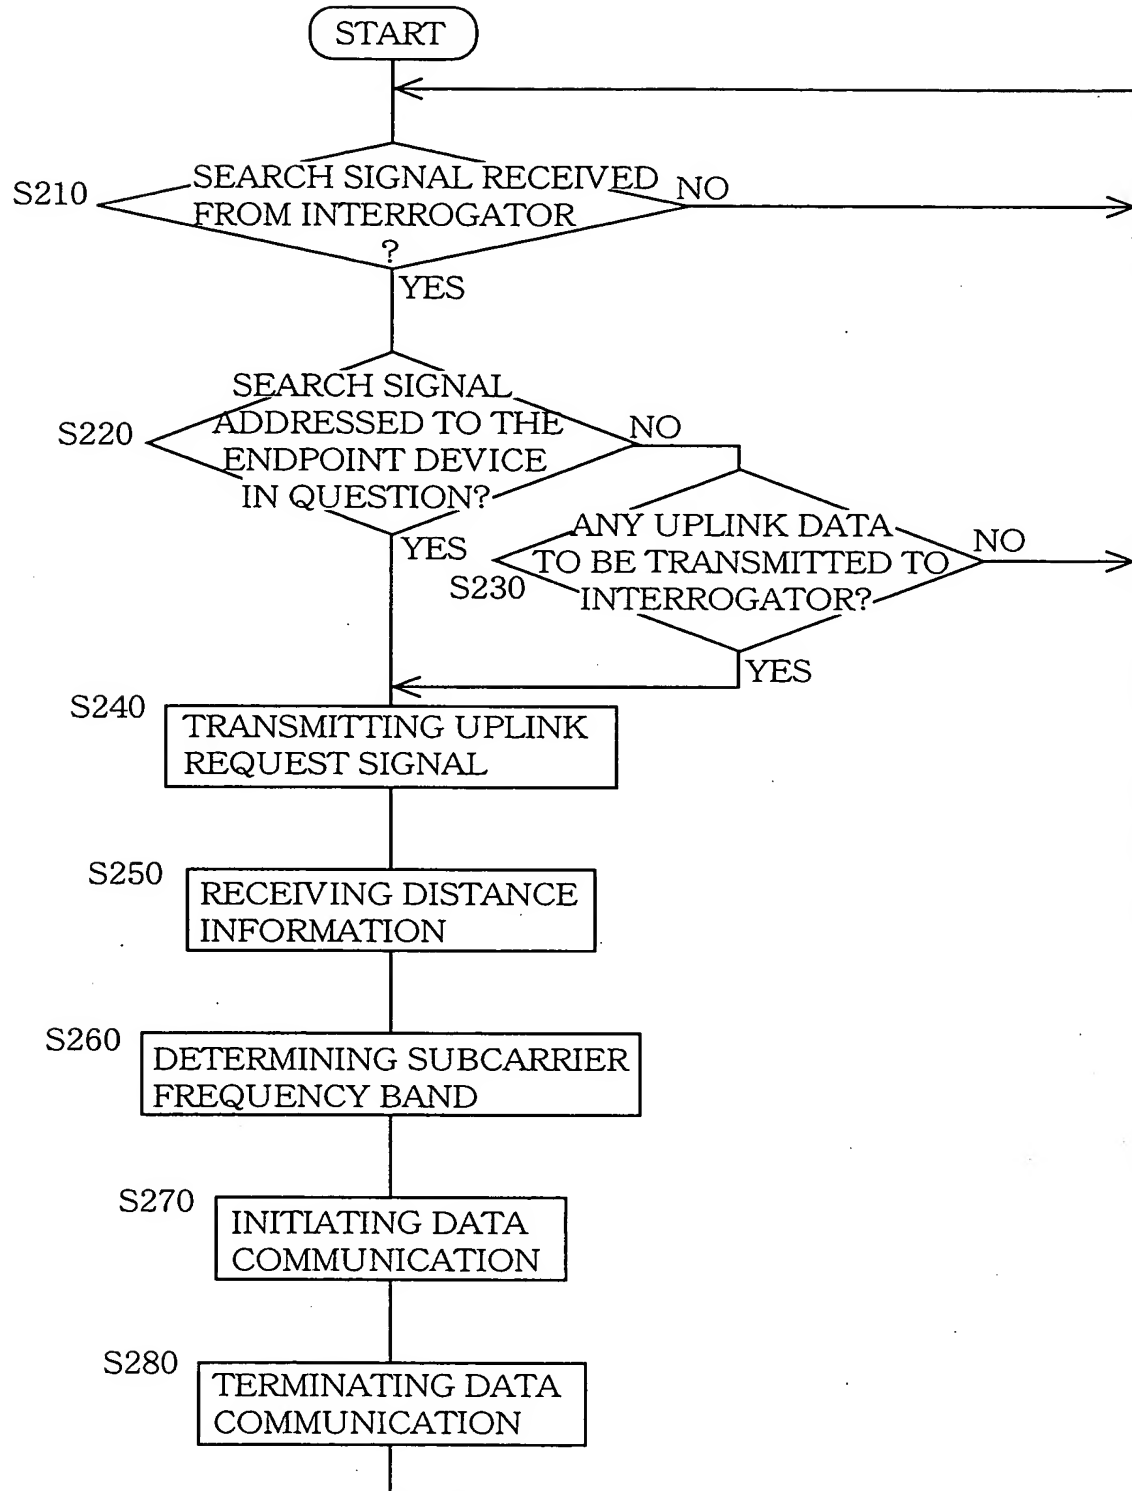 START
S210
SEARCH SIGNAL RECEIVED
FROM INTERROGATOR
?
NO
YES
S220
SEARCH SIGNAL
ADDRESSED TO THE
ENDPOINT DEVICE
IN QUESTION?
NO
YES
S230
ANY UPLINK DATA
TO BE TRANSMITTED TO
INTERROGATOR?
NO
YES
S240
TRANSMITTING UPLINK
REQUEST SIGNAL
S250
RECEIVING DISTANCE
INFORMATION
S260
DETERMINING SUBCARRIER
FREQUENCY BAND
S270
INITIATING DATA
COMMUNICATION
S280
TERMINATING DATA
COMMUNICATION